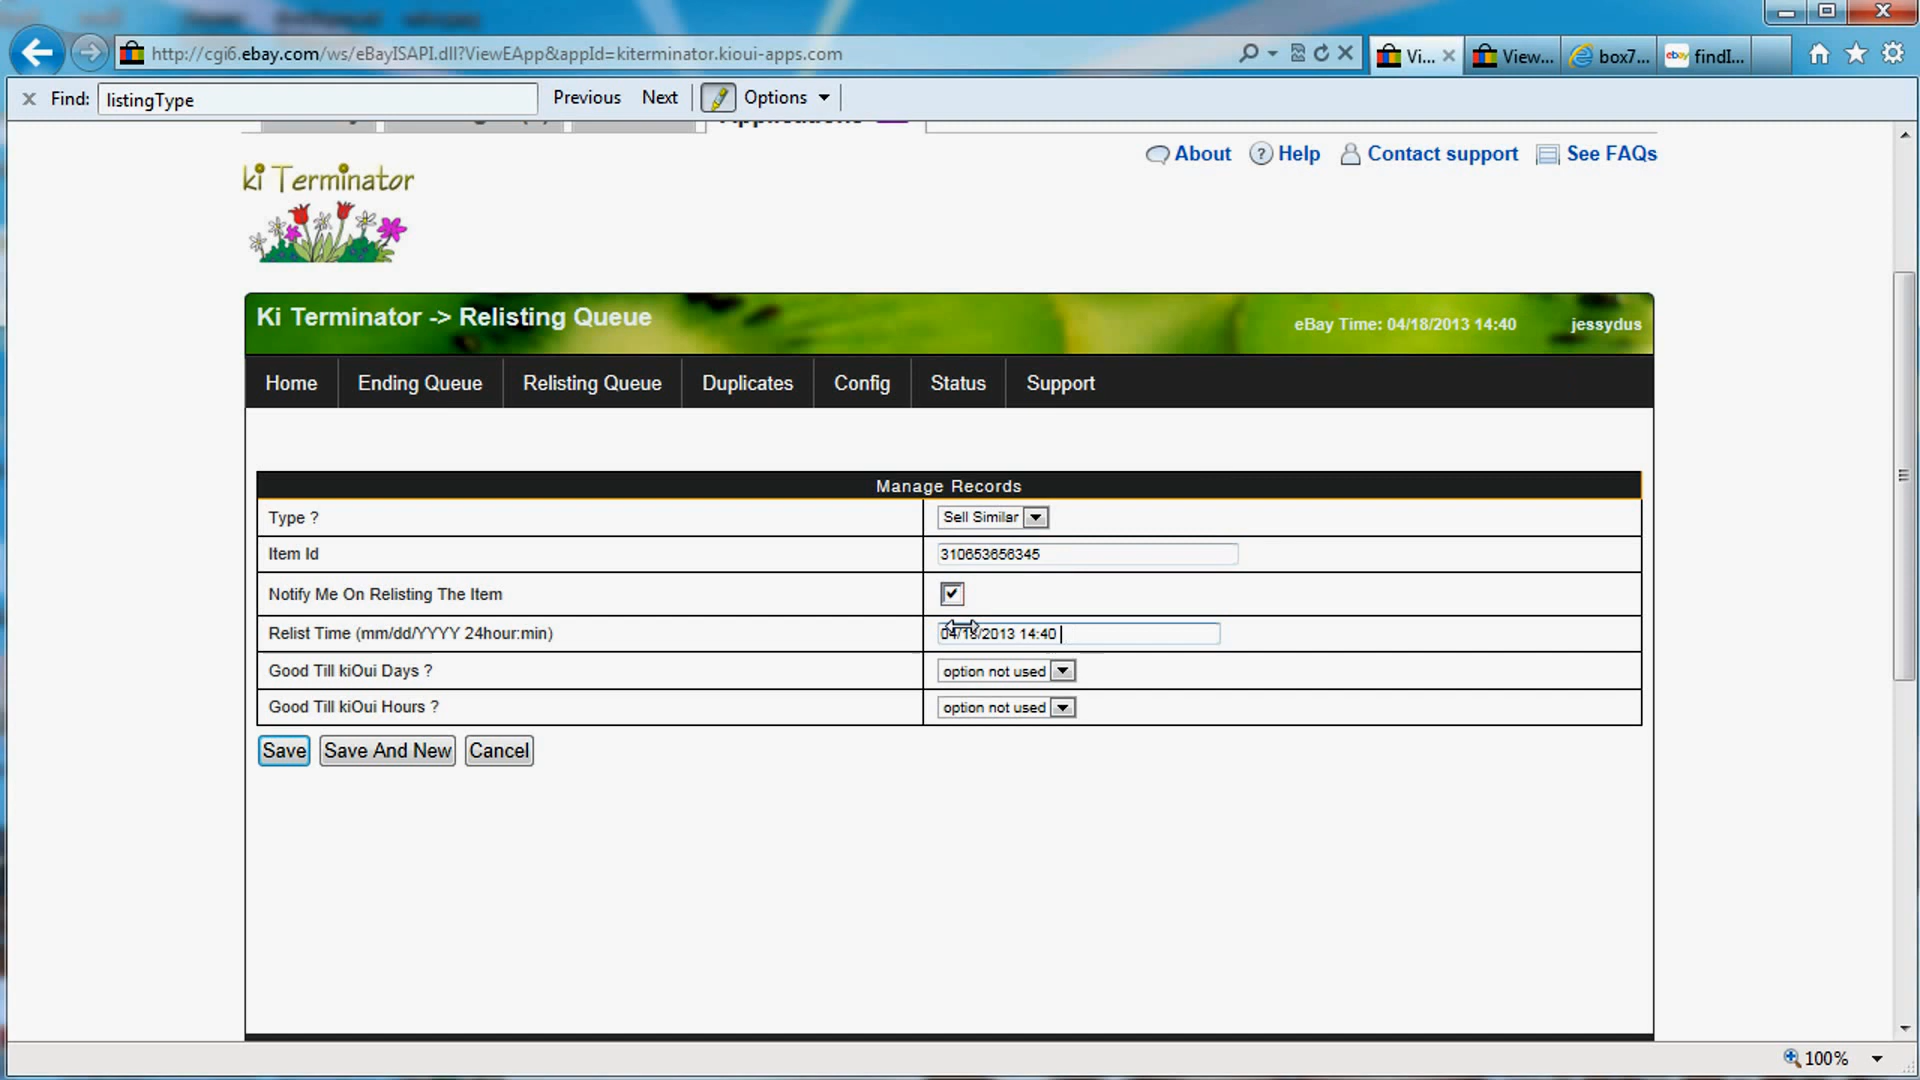 http://cgi6.ebay.com/ws/eBayISAPI.dll?ViewEApp&appId=kiterminator.kioui-apps.com
Vi...
View...
box7...
findI...
Find: listingType Previous Next Options
About Help Contact support See FAQs
ki Terminator
Ki Terminator -> Relisting Queue
eBay Time: 04/18/2013 14:40 jessydus
Home Ending Queue Relisting Queue Duplicates Config Status Support
Manage Records
Type ? Sell Similar
Item Id 310653656345
Notify Me On Relisting The Item
Relist Time (mm/dd/YYYY 24hour:min) 04/18/2013 14:40
Good Till kiOui Days ? option not used
Good Till kiOui Hours ? option not used
Save Save And New Cancel
100%